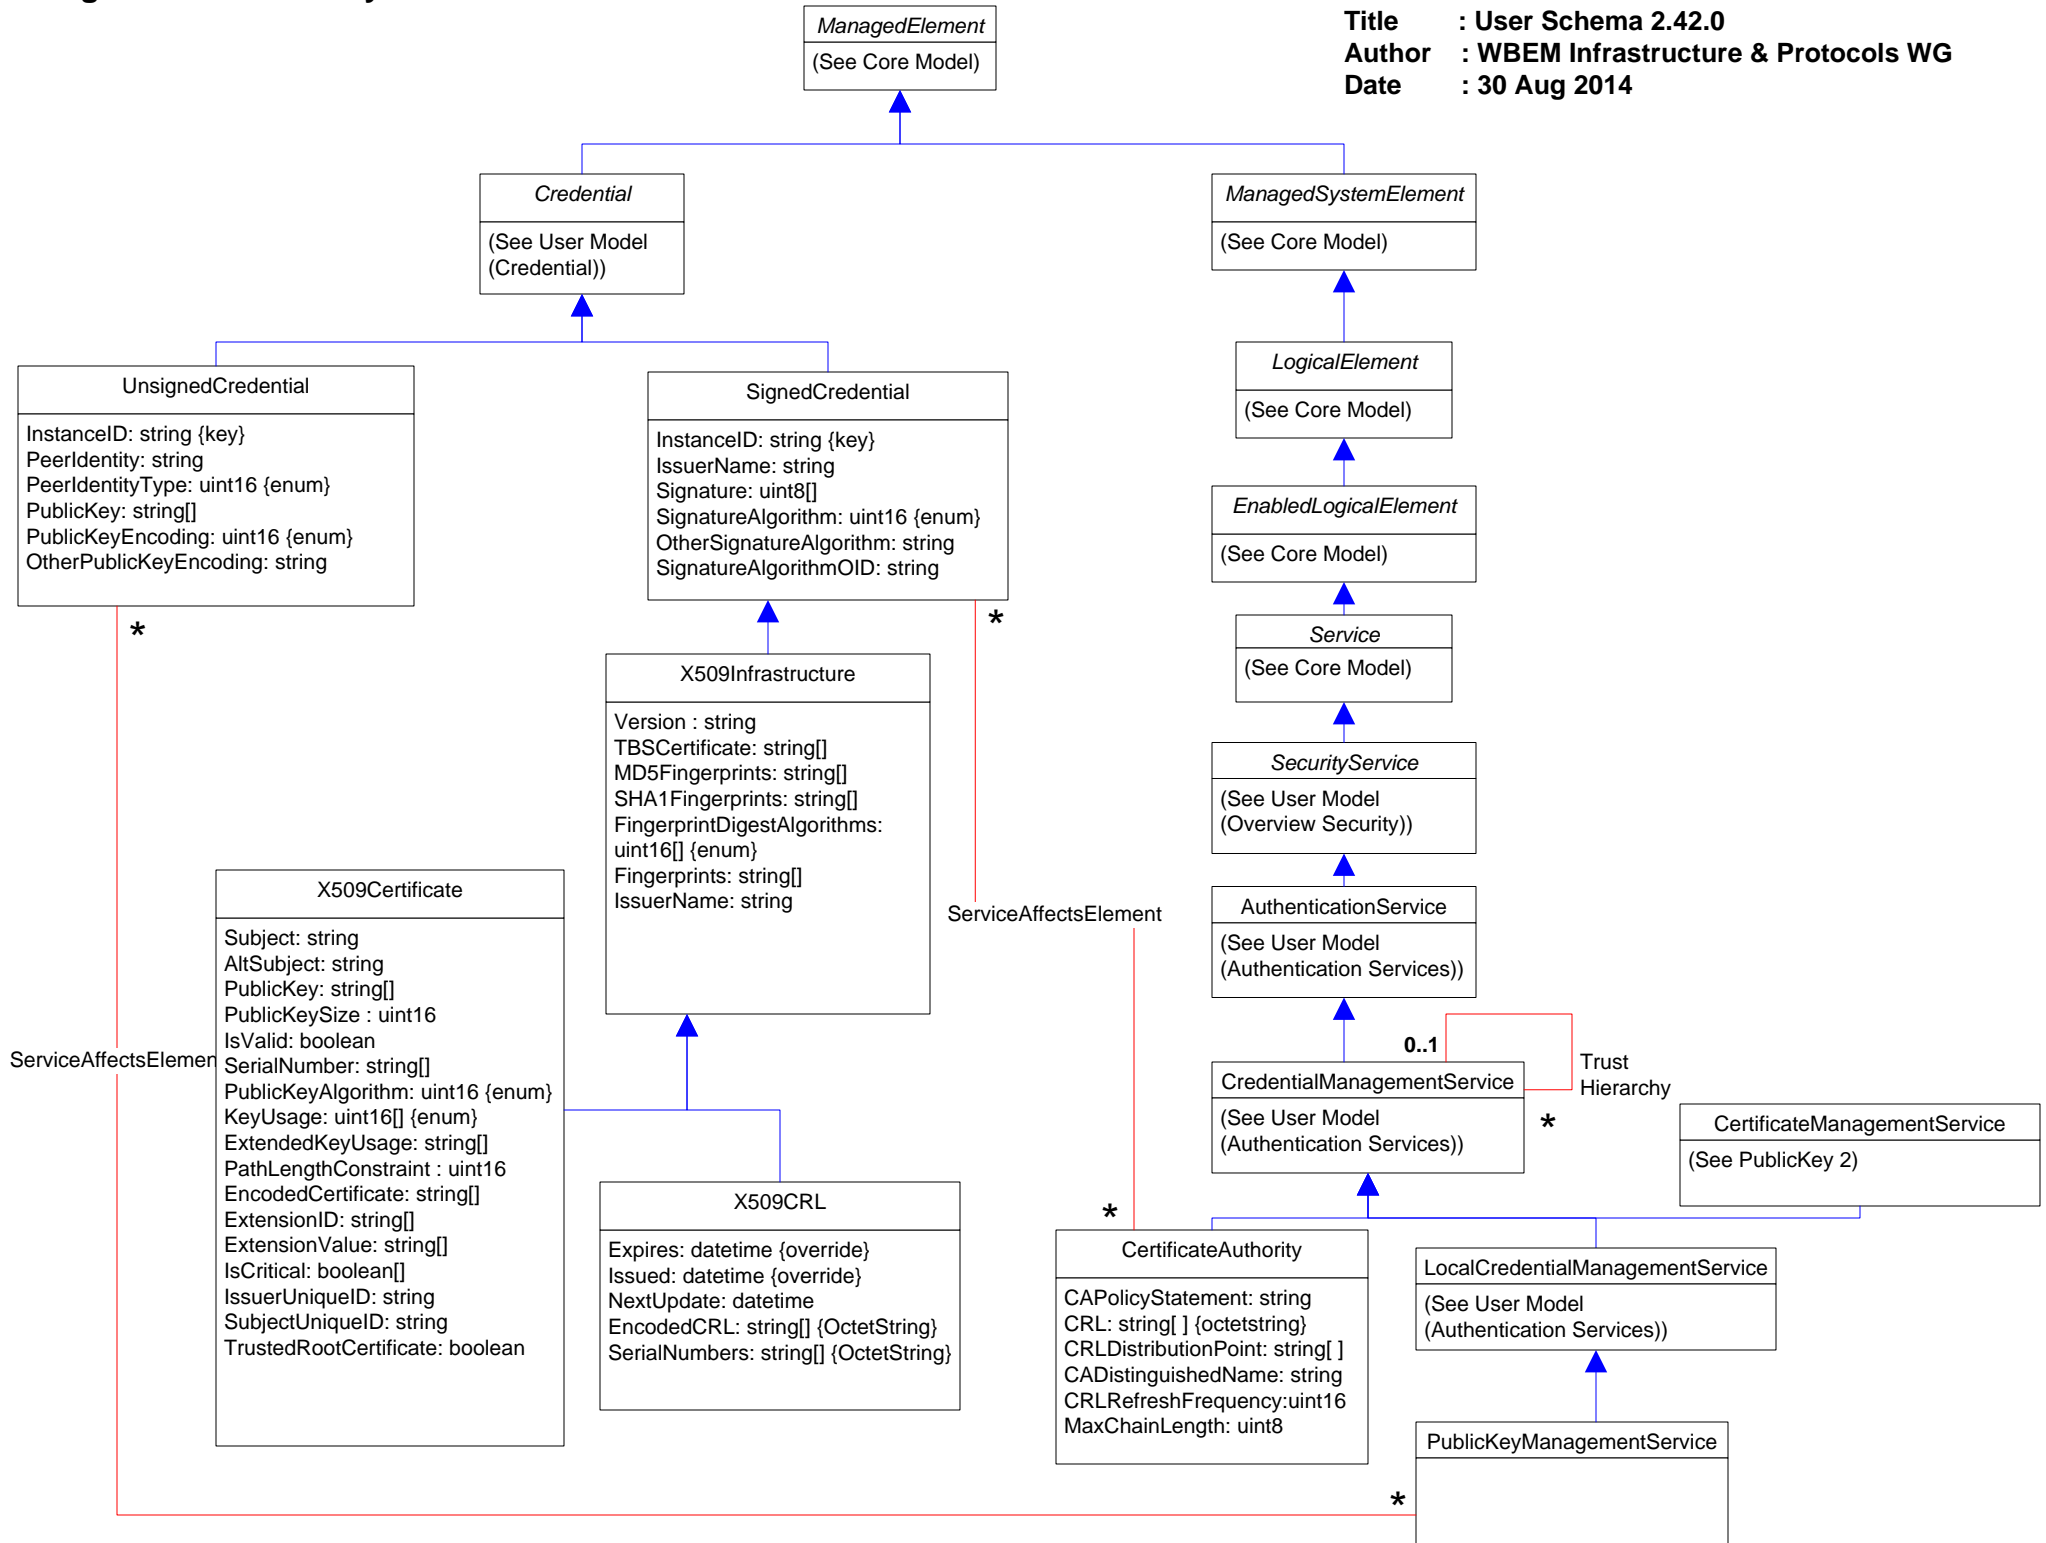 Title : User Schema 2.42.0
Author : WBEM Infrastructure & Protocols WG
Date : 30 Aug 2014
ManagedElement
(See Core Model)
Credential
(See User Model
(Credential))
ManagedSystemElement
(See Core Model)
LogicalElement
(See Core Model)
EnabledLogicalElement
(See Core Model)
Service
(See Core Model)
SecurityService
(See User Model
(Overview Security))
AuthenticationService
(See User Model
(Authentication Services))
UnsignedCredential
InstanceID: string {key}
PeerIdentity: string
PeerIdentityType: uint16 {enum}
PublicKey: string[]
PublicKeyEncoding: uint16 {enum}
OtherPublicKeyEncoding: string
*
SignedCredential
InstanceID: string {key}
IssuerName: string
Signature: uint8[]
SignatureAlgorithm: uint16 {enum}
OtherSignatureAlgorithm: string
SignatureAlgorithmOID: string
*
X509Infrastructure
Version : string
TBSCertificate: string[]
MD5Fingerprints: string[]
SHA1Fingerprints: string[]
FingerprintDigestAlgorithms:
uint16[] {enum}
Fingerprints: string[]
IssuerName: string
ServiceAffectsElement
ServiceAffectsElemen
X509Certificate
Subject: string
AltSubject: string
PublicKey: string[]
PublicKeySize : uint16
IsValid: boolean
SerialNumber: string[]
PublicKeyAlgorithm: uint16 {enum}
KeyUsage: uint16[] {enum}
ExtendedKeyUsage: string[]
PathLengthConstraint : uint16
EncodedCertificate: string[]
ExtensionID: string[]
ExtensionValue: string[]
IsCritical: boolean[]
IssuerUniqueID: string
SubjectUniqueID: string
TrustedRootCertificate: boolean
X509CRL
Expires: datetime {override}
Issued: datetime {override}
NextUpdate: datetime
EncodedCRL: string[] {OctetString}
SerialNumbers: string[] {OctetString}
0..1
Trust
Hierarchy
CredentialManagementService
(See User Model
(Authentication Services))
*
CertificateManagementService
(See PublicKey 2)
*
CertificateAuthority
CAPolicyStatement: string
CRL: string[ ] {octetstring}
CRLDistributionPoint: string[ ]
CADistinguishedName: string
CRLRefreshFrequency:uint16
MaxChainLength: uint8
LocalCredentialManagementService
(See User Model
(Authentication Services))
PublicKeyManagementService
*